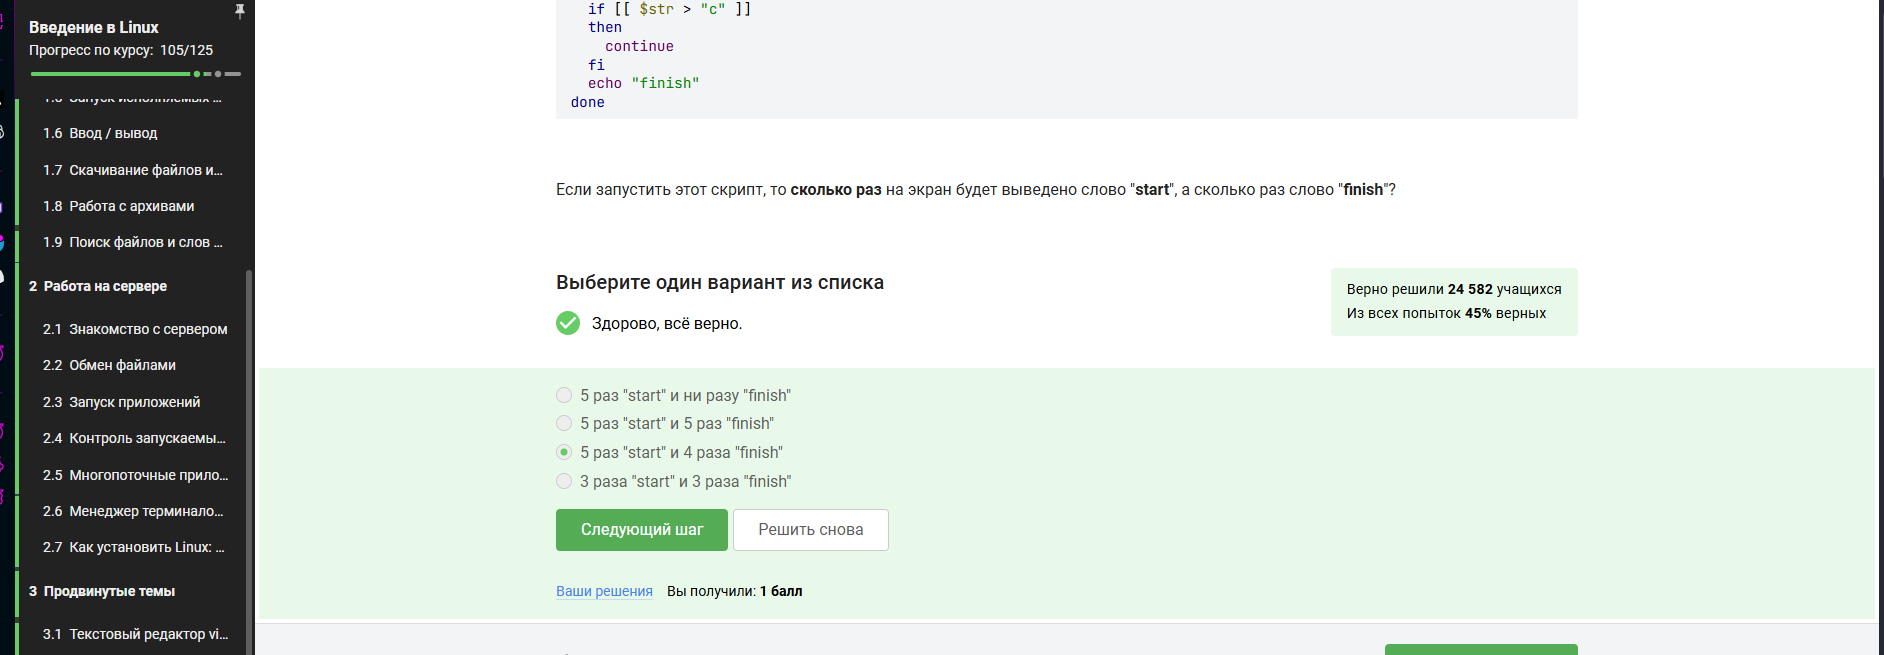 Введение в Linux
Прогресс по курсу: 105/125
1.6 Ввод / вывод
1.7 Скачивание файлов и...
1.8 Работа с архивами
1.9 Поиск файлов и слов ...
2 Работа на сервере
2.1 Знакомство с сервером
2.2 Обмен файлами
2.3 Запуск приложений
2.4 Контроль запускаемы...
2.5 Многопоточные прило...
2.6 Менеджер терминало...
2.7 Как установить Linux: ...
3 Продвинутые темы
3.1 Текстовый редактор vi...
if [[ $str > "c" ]]
then
continue
fi
echo "finish"
done
Если запустить этот скрипт, то сколько раз на экран будет выведено слово "start", а сколько раз слово "finish"?
Выберите один вариант из списка
Здорово, всё верно.
Верно решили 24 582 учащихся
Из всех попыток 45% верных
5 раз "start" и ни разу "finish"
5 раз "start" и 5 раз "finish"
5 раз "start" и 4 раза "finish"
3 раза "start" и 3 раза "finish"
Следующий шаг
Решить снова
Ваши решения Вы получили: 1 балл